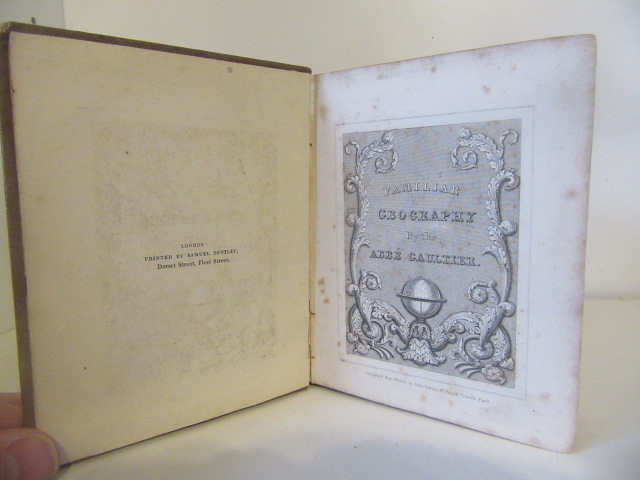 LONDON:
PRINTED BY SAMUEL BENTLEY,
Dorset Street, Fleet Street.
FAMILIAR
GEOGRAPHY
By the
ABBÉ GAULTIER.